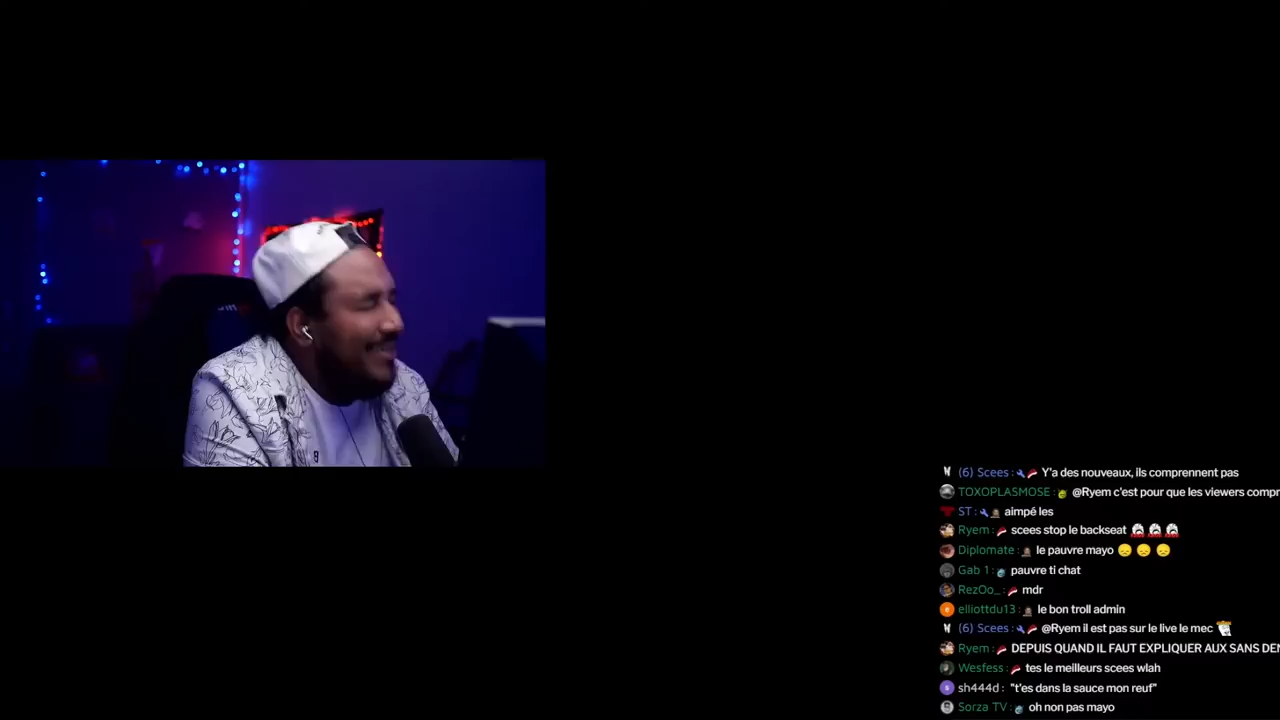 (6) Scees : Y'a des nouveaux, ils comprennent pas
TOXOPLASMOSE : @Ryem c'est pour que les viewers compr
ST : aimpé les
Ryem : scees stop le backseat
Diplomate : le pauvre mayo 😞 😞 😞
Gab 1 : pauvre ti chat
RezOo_ : mdr
elliottdu13 : le bon troll admin
(6) Scees : @Ryem il est pas sur le live le mec
Ryem : DEPUIS QUAND IL FAUT EXPLIQUER AUX SANS DEN
Wesfess : tes le meilleurs scees wlah
sh444d : "t'es dans la sauce mon reuf"
Sorza TV : oh non pas mayo